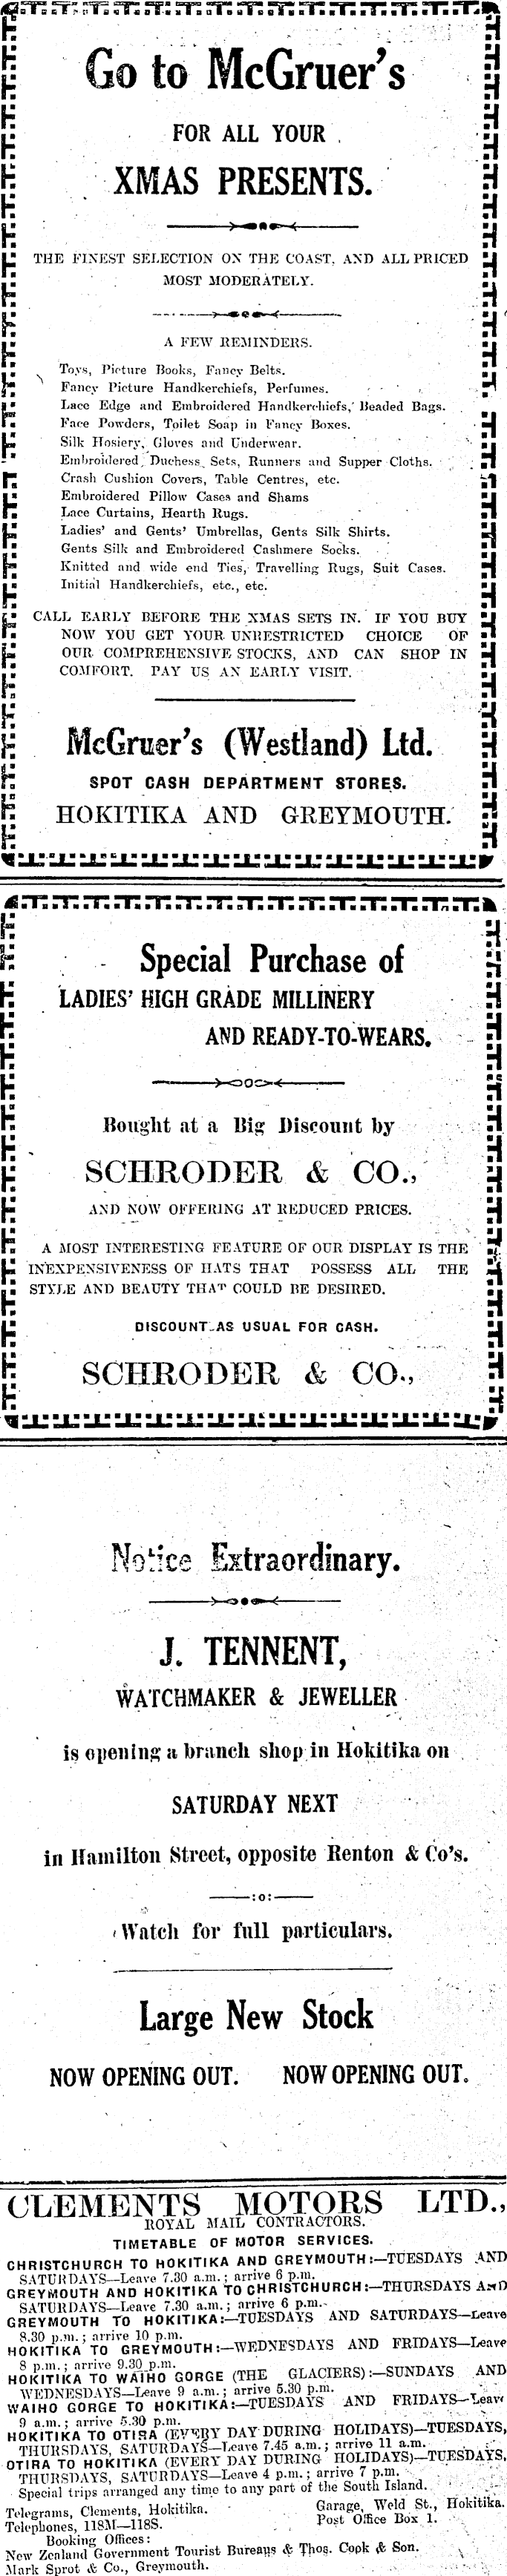 Go to McGruer's
FOR ALL YOUR
XMAS PRESENTS.
THE FINEST SELECTION ON THE COAST, AND ALL PRICED
MOST MODERATELY.
A FEW REMINDERS.
Toys, Picture Books, Fancy Belts.
Fancy Picture Handkerchiefs, Perfumes.
Lace Edge and Embroidered Handkerchiefs, Beaded Bags.
Face Powders, Toilet Soap in Fancy Boxes.
Silk Hosiery, Gloves and Underwear.
Embroidered Duchess Sets, Runners and Supper Cloths.
Crash Cushion Covers, Table Centres, etc.
Embroidered Pillow Cases and Shams
Lace Curtains, Hearth Rugs.
Ladies' and Gents' Umbrellas, Gents Silk Shirts.
Gents Silk and Embroidered Cashmere Socks.
Knitted and wide end Ties, Travelling Rugs, Suit Cases.
Initial Handkerchiefs, etc., etc.
CALL EARLY BEFORE THE XMAS SETS IN. IF YOU BUY
NOW YOU GET YOUR UNRESTRICTED CHOICE OF
OUR COMPREHENSIVE STOCKS, AND CAN SHOP IN
COMFORT. PAY US AN EARLY VISIT.
McGruer's (Westland) Ltd.
SPOT CASH DEPARTMENT STORES.
HOKITIKA AND GREYMOUTH.
Special Purchase of
LADIES' HIGH GRADE MILLINERY
AND READY-TO-WEARS.
Bought at a Big Discount by
SCHRODER & CO.,
AND NOW OFFERING AT REDUCED PRICES.
A MOST INTERESTING FEATURE OF OUR DISPLAY IS THE
INEXPENSIVENESS OF HATS THAT POSSESS ALL THE
STYLE AND BEAUTY THAT COULD BE DESIRED.
DISCOUNT AS USUAL FOR CASH.
SCHRODER & CO.,
Notice Extraordinary.
J. TENNENT,
WATCHMAKER & JEWELLER
is opening a branch shop in Hokitika on
SATURDAY NEXT
in Hamilton Street, opposite Renton & Co's.
:o:
Watch for full particulars.
Large New Stock
NOW OPENING OUT. NOW OPENING OUT.
CLEMENTS MOTORS LTD.,
ROYAL MAIL CONTRACTORS.
TIMETABLE OF MOTOR SERVICES.
CHRISTCHURCH TO HOKITIKA AND GREYMOUTH:—TUESDAYS AND
SATURDAYS—Leave 7.30 a.m.; arrive 6 p.m.
GREYMOUTH AND HOKITIKA TO CHRISTCHURCH:—THURSDAYS AND
SATURDAYS—Leave 7.30 a.m.; arrive 6 p.m.
GREYMOUTH TO HOKITIKA:—TUESDAYS AND SATURDAYS—Leave
8.30 p.m.; arrive 10 p.m.
HOKITIKA TO GREYMOUTH:—WEDNESDAYS AND FRIDAYS—Leave
8 p.m.; arrive 9.30 p.m.
HOKITIKA TO WAIHO GORGE (THE GLACIERS):—SUNDAYS AND
WEDNESDAYS—Leave 9 a.m.; arrive 5.30 p.m.
WAIHO GORGE TO HOKITIKA:—TUESDAYS AND FRIDAYS—Leave
9 a.m.; arrive 5.30 p.m.
HOKITIKA TO OTIRA (EVERY DAY DURING HOLIDAYS)—TUESDAYS,
THURSDAYS, SATURDAYS—Leave 7.45 a.m.; arrive 11 a.m.
OTIRA TO HOKITIKA (EVERY DAY DURING HOLIDAYS)—TUESDAYS,
THURSDAYS, SATURDAYS—Leave 4 p.m.; arrive 7 p.m.
Special trips arranged any time to any part of the South Island.
Telegrams, Clements, Hokitika. Garage, Weld St., Hokitika.
Telephones, 118M—118S. Post Office Box 1.
Booking Offices:
New Zealand Government Tourist Bureaus & Thos. Cook & Son.
Mark Sprot & Co., Greymouth.